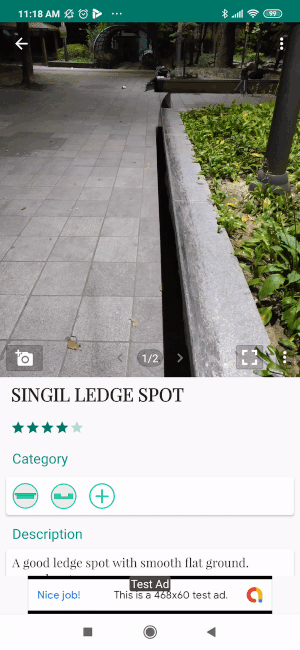 11:18 AM
99
1/2
SINGIL LEDGE SPOT
Category
Description
A good ledge spot with smooth flat ground.
Test Ad
Nice job!
This is a 468x60 test ad.